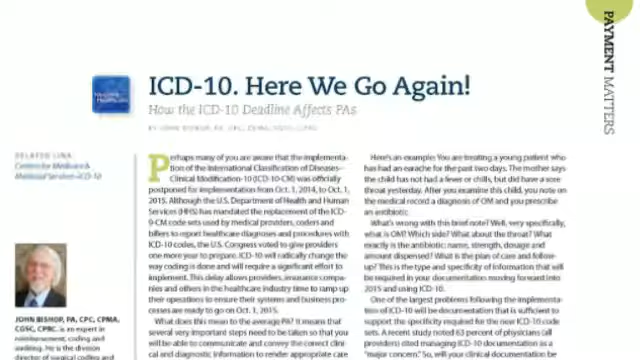 PAYMENT MATTERS
ICD-10. Here We Go Again!
How the ICD-10 Deadline Affects PAs
BY JOHN BISHOP, PA, CPC, CPMA, CGSC, CPRC
RELATED LINK
Centers for Medicare &
Medicaid Services–ICD-10
JOHN BISHOP, PA, CPC, CPMA,
CGSC, CPRC. is an expert in
reimbursement, coding and
auditing. He is the division
director of surgical coding and
Perhaps many of you are aware that the implementa-
tion of the International Classification of Diseases–
Clinical Modification-10 (ICD-10-CM) was officially
postponed for implementation from Oct. 1, 2014, to Oct. 1,
2015. Although the U.S. Department of Health and Human
Services (HHS) has mandated the replacement of the ICD-
9-CM code sets used by medical providers, coders and
billers to report healthcare diagnoses and procedures with
ICD-10 codes, the U.S. Congress voted to give providers
one more year to prepare. ICD-10 will radically change the
way coding is done and will require a significant effort to
implement. This delay allows providers, insurance compa-
nies and others in the healthcare industry time to ramp up
their operations to ensure their systems and business pro-
cesses are ready to go on Oct. 1, 2015.
What does this mean to the average PA? It means that
several very important steps need to be taken so that you
will be able to communicate and convey the correct clini-
cal and diagnostic information to render appropriate care
Here's an example: You are treating a young patient who
has had an earache for the past two days. The mother says
the child has not had a fever or chills, but did have a sore
throat yesterday. After you examine this child, you note on
the medical record a diagnosis of OM and you prescribe
an antibiotic.
What's wrong with this brief note? Well, very specifically,
what is OM? Which side? What about the throat? What
exactly is the antibiotic: name, strength, dosage and
amount dispensed? What is the plan of care and follow-
up? This is the type and specificity of information that will
be required in your documentation moving forward into
2015 and using ICD-10.
One of the largest problems following the implementa-
tion of ICD-10 will be documentation that is sufficient to
support the specificity required for the new ICD-10 code
sets. A recent study noted 63 percent of physicians (all
providers) cited managing ICD-10 documentation as a
"major concern." So, will your clinical documentation be